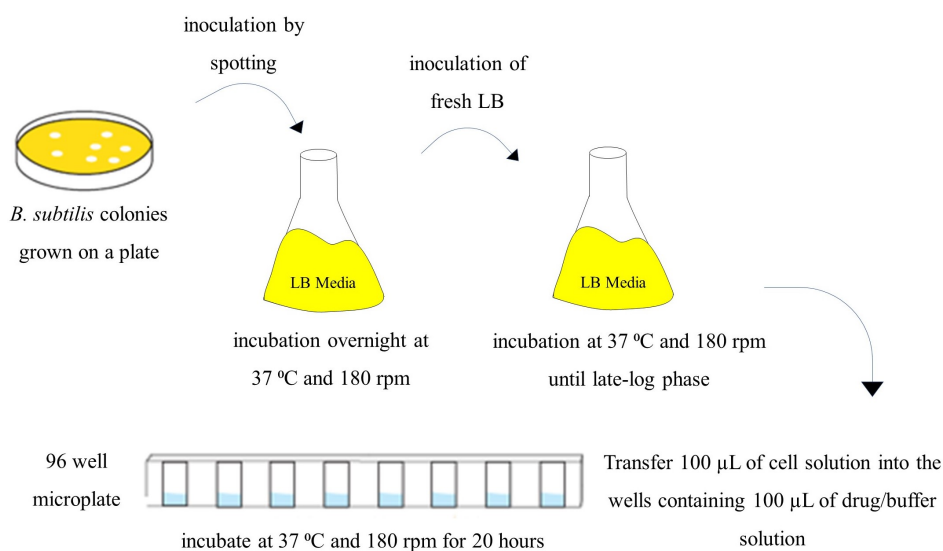 inoculation by
spotting
inoculation of
fresh LB
B. subtilis colonies
grown on a plate
LB Media
LB Media
incubation overnight at
37 ⁰C and 180 rpm
incubation at 37 ⁰C and 180 rpm
until late-log phase
96 well
microplate
Transfer 100 µL of cell solution into the
wells containing 100 µL of drug/buffer
solution
incubate at 37 ⁰C and 180 rpm for 20 hours